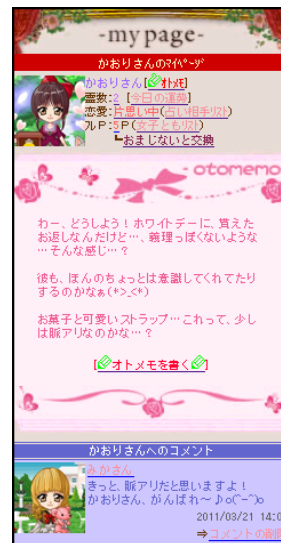 -my page-
かおりさんのﾏｲﾍﾟｰｼﾞ
かおりさん[ｵﾄﾒﾓ]
霊数:2 [今日の運勢]
恋愛:片思い中(占い相手ﾘｽﾄ)
フルP:5P(女子ともﾘｽﾄ)
┗おまじないと交換
otomemo
わー、どうしよう！ホワイトデーに、貰えた
お返しなんだけど…、義理っぽくないような
…そんな感じ…？
彼も、ほんのちょっとは意識してくれてたり
するのかなぁ(*>_<*)
お菓子と可愛いストラップ…これって、少し
は脈アリなのかな…？
[オトメモを書く]
かおりさんへのコメント
みかさん
きっと、脈アリだと思いますよ！
かおりさん、がんばれ～♪o(^-^)o
2011/03/21 14:0
⇒コメントの削除